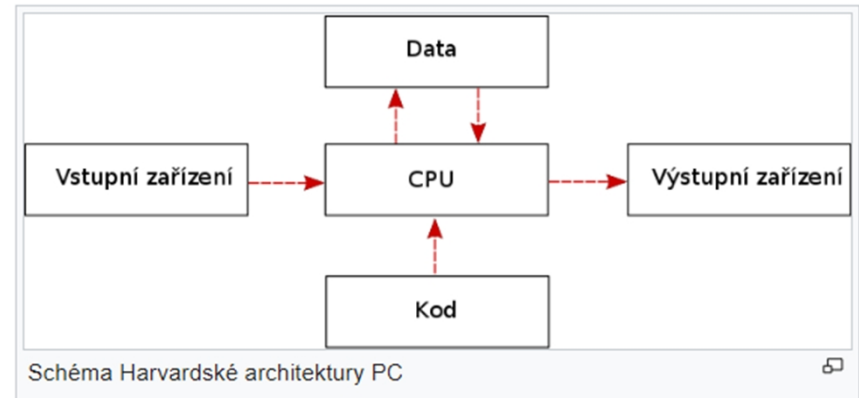 Data
Vstupní zařízení
CPU
Výstupní zařízení
Kod
Schéma Harvardské architektury PC